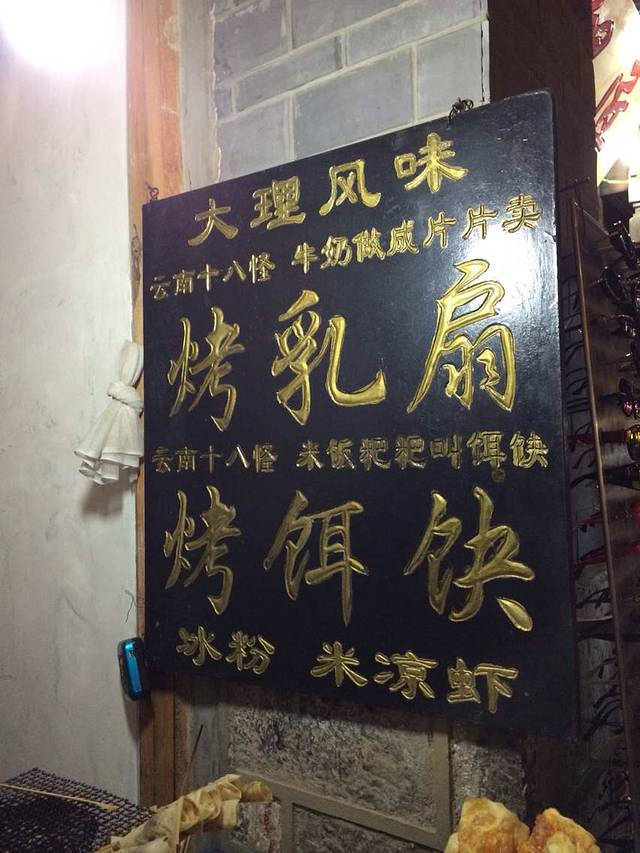 大理风味
云南十八怪 牛奶做成片片卖
烤乳扇
云南十八怪 米饭粑粑叫饵块
烤饵块
冰粉 米凉虾